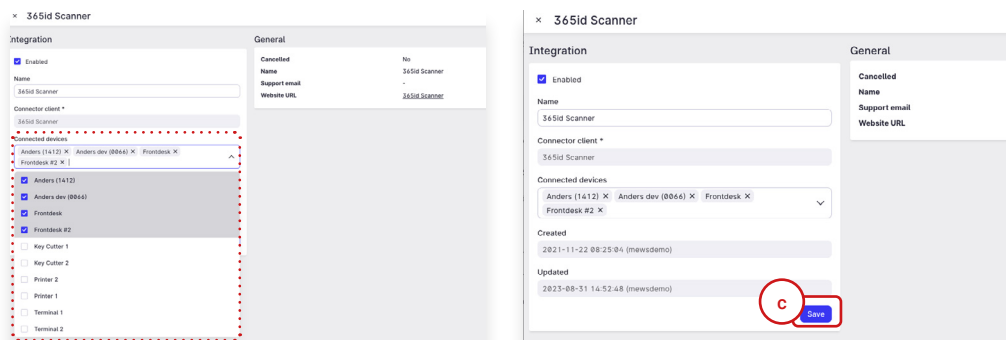 × 365id Scanner
Integration
Enabled
Name
365id Scanner
Connector client *
365id Scanner
Connected devices
Anders (1412) × Anders dev (0066) × Frontdesk ×
Frontdesk #2 ×
Anders (1412)
Anders dev (0066)
Frontdesk
Frontdesk #2
Key Cutter 1
Key Cutter 2
Printer 2
Printer 1
Terminal 1
Terminal 2
General
Cancelled No
Name 365id Scanner
Support email -
Website URL 365id Scanner
× 365id Scanner
Integration
Enabled
Name
365id Scanner
Connector client *
365id Scanner
Connected devices
Anders (1412) × Anders dev (0066) × Frontdesk ×
Frontdesk #2 ×
Created
2021-11-22 08:25:04 (mewsdemo)
Updated
2023-08-31 14:52:48 (mewsdemo)
C
Save
General
Cancelled
Name
Support email
Website URL